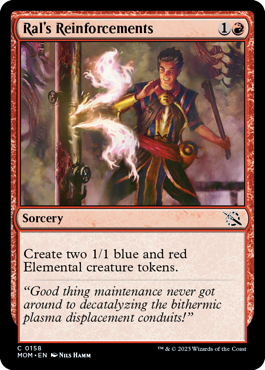 Ral's Reinforcements 1
Sorcery
Create two 1/1 blue and red
Elemental creature tokens.
“Good thing maintenance never got
around to decatalyzing the bithermic
plasma displacement conduits!”
C 0158
MOM • EN Nils Hamm
™ & © 2023 Wizards of the Coast